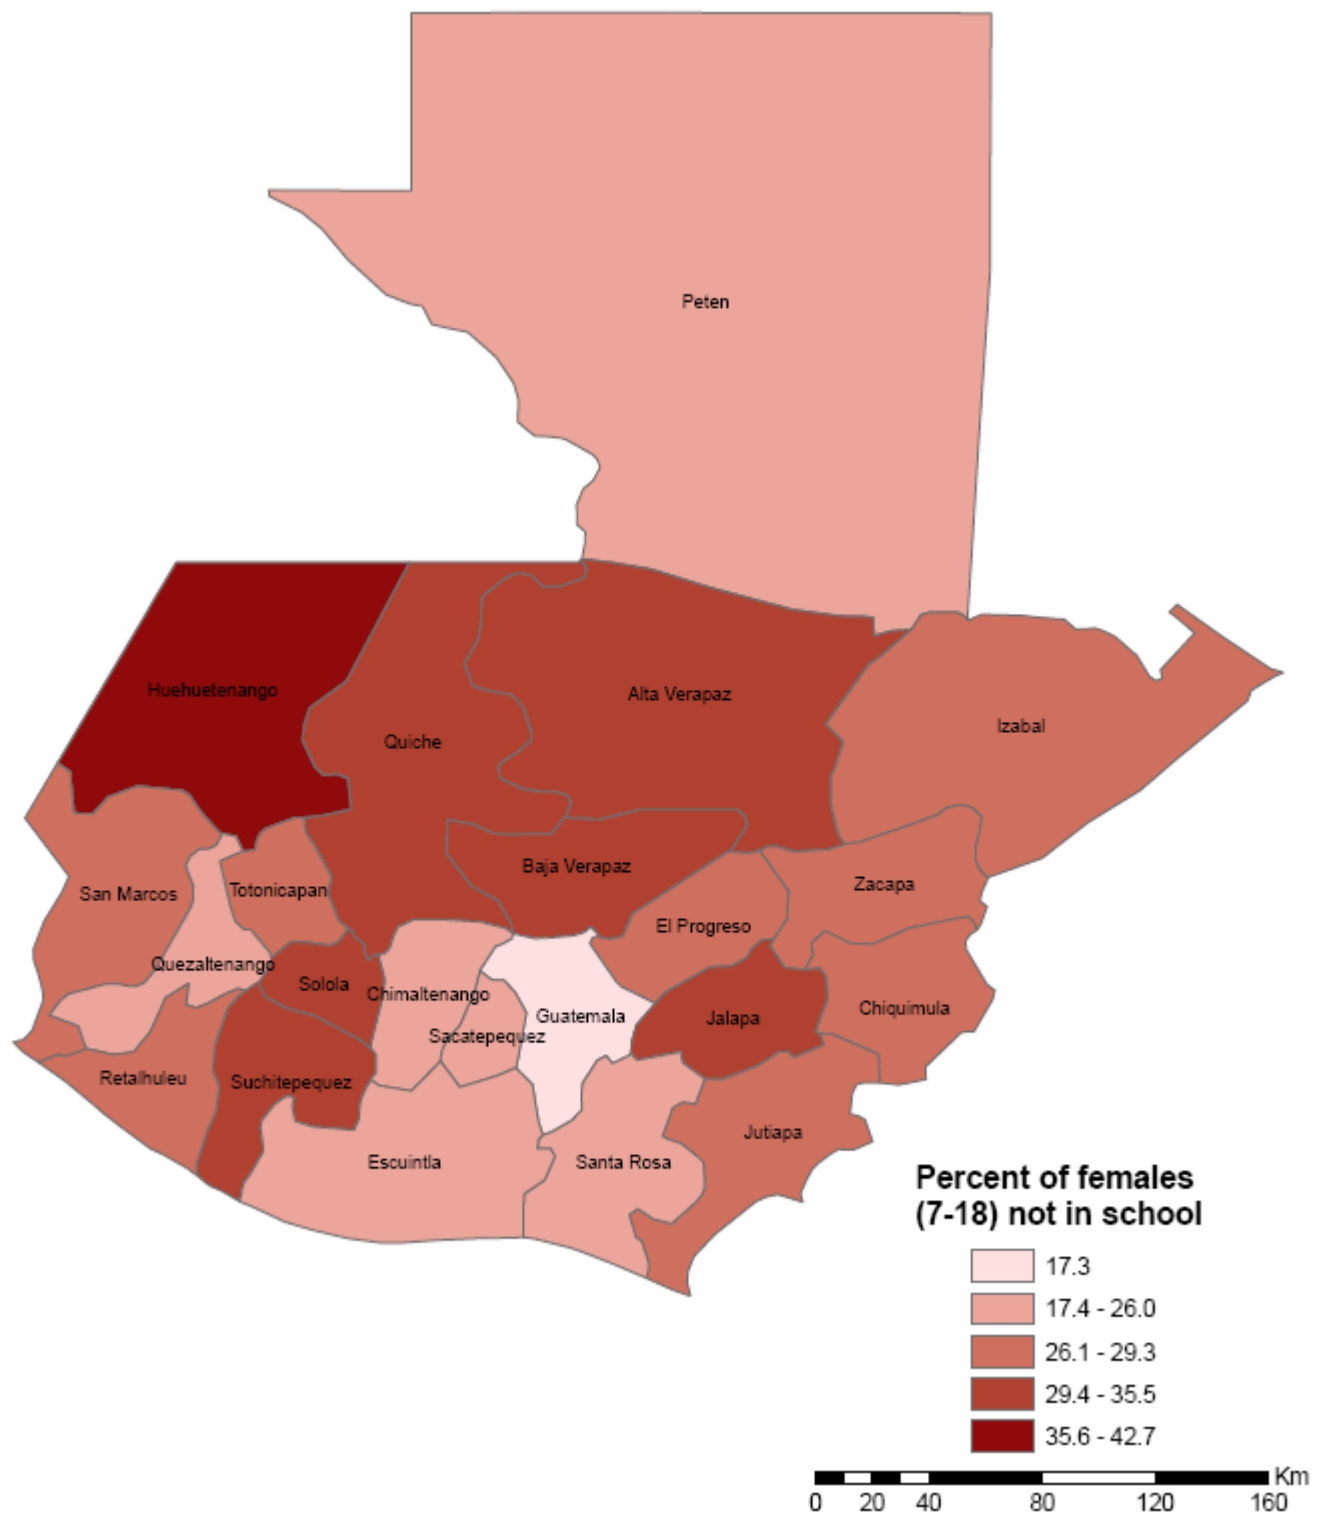 Peten
Huehuetenango
Alta Verapaz
Izabal
Quiche
Baja Verapaz
Zacapa
San Marcos
Totonicapan
El Progreso
Quezaltenango
Solola
Chimaltenango
Guatemala
Jalapa
Chiquimula
Sacatepequez
Retalhuleu
Suchitepequez
Jutiapa
Escuintla
Santa Rosa
Percent of females
(7-18) not in school
17.3
17.4 - 26.0
26.1 - 29.3
29.4 - 35.5
35.6 - 42.7
Km
0 20 40 80 120 160